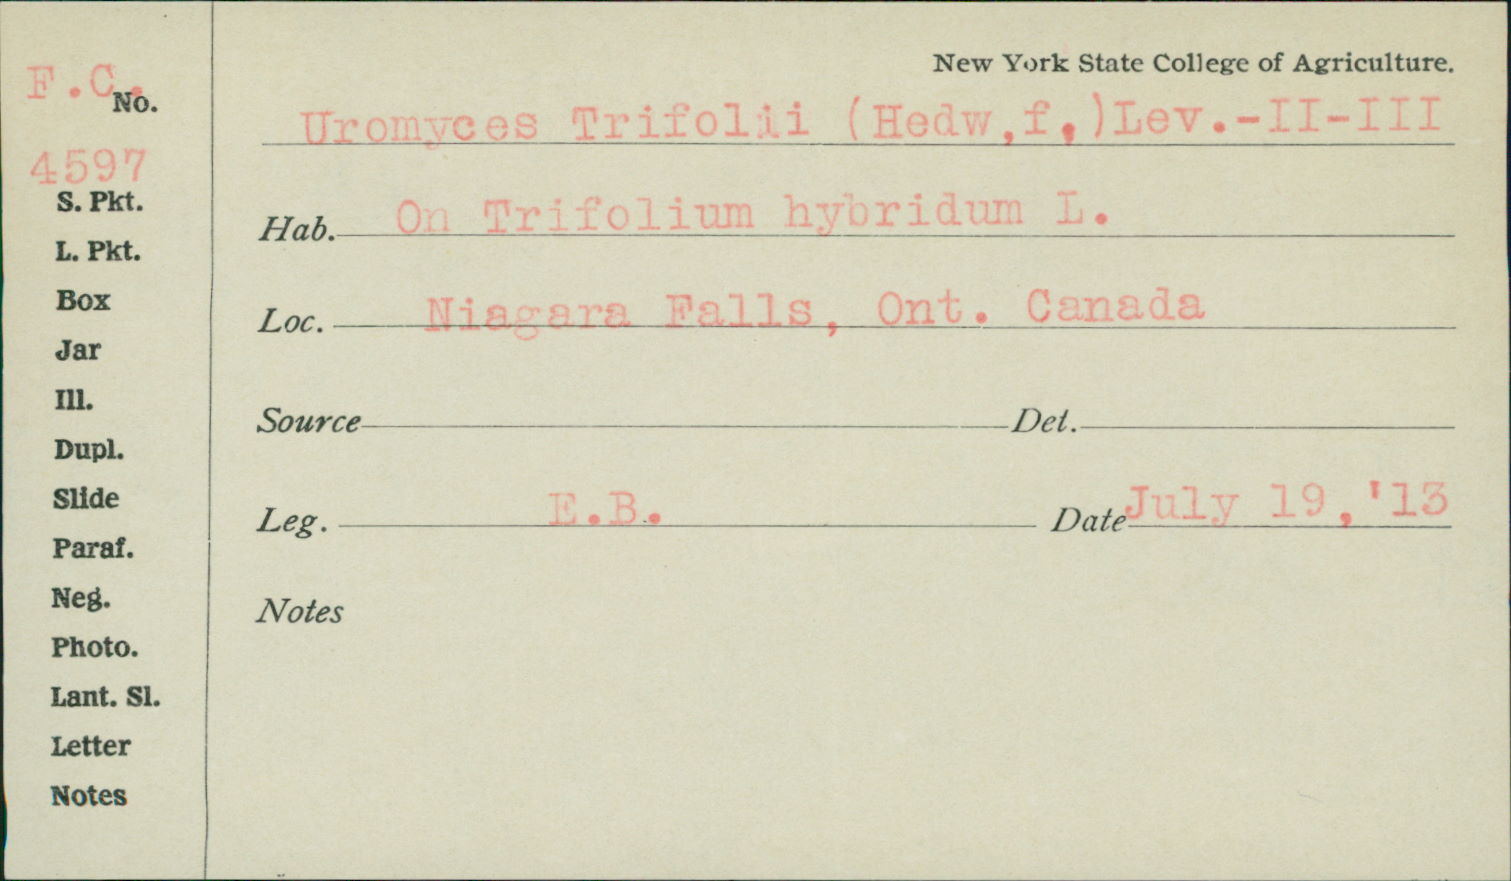 New York State College of Agriculture.
F.C.
No.
4597
Uromyces Trifolii (Hedw,f,)Lev.-II-III
Hab. On Trifolium hybridum L.
Loc. Niagara Falls, Ont. Canada
Source Det.
Leg. E.B. Date July 19,'13
Notes
S. Pkt.
L. Pkt.
Box
Jar
Ill.
Dupl.
Slide
Paraf.
Neg.
Photo.
Lant. Sl.
Letter
Notes